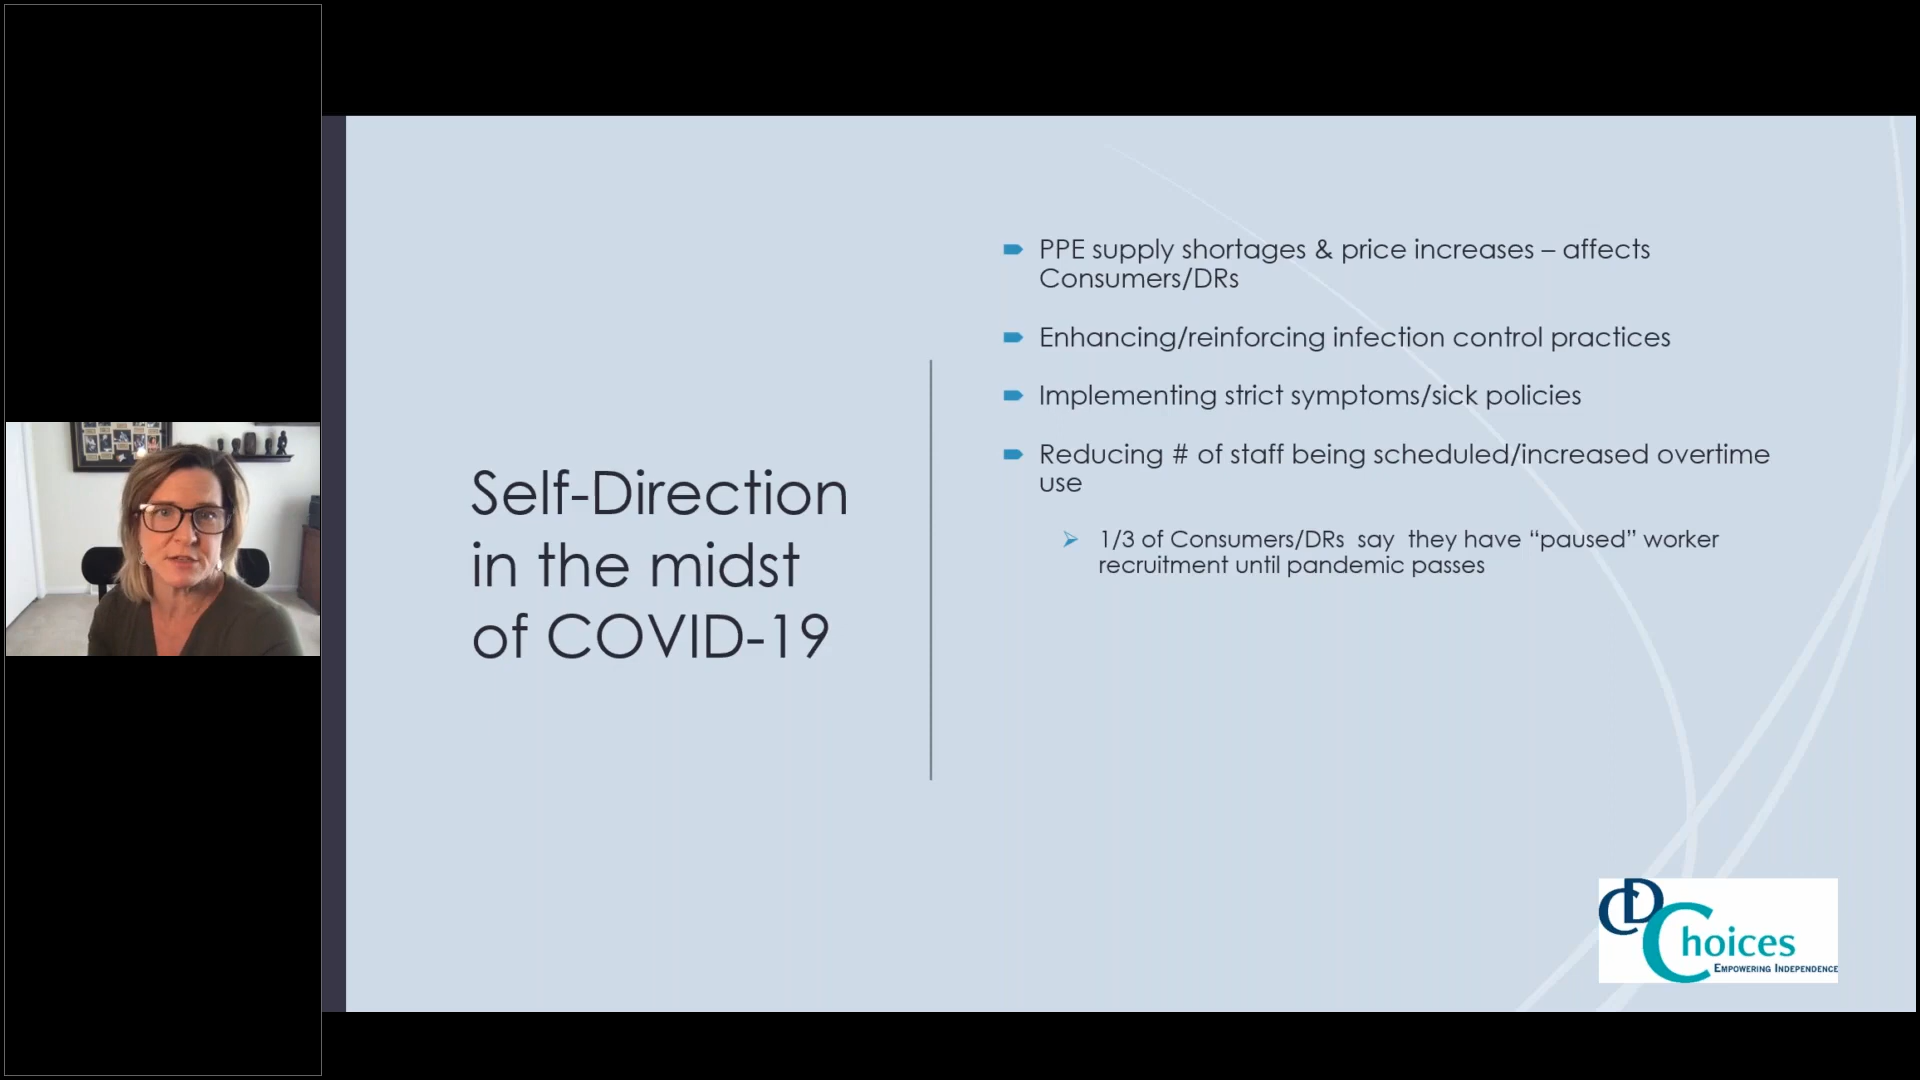 Self-Direction
in the midst
of COVID-19
PPE supply shortages & price increases – affects
Consumers/DRs
Enhancing/reinforcing infection control practices
Implementing strict symptoms/sick policies
Reducing # of staff being scheduled/increased overtime
use
1/3 of Consumers/DRs say they have “paused” worker
recruitment until pandemic passes
CDChoices
EMPOWERING INDEPENDENCE